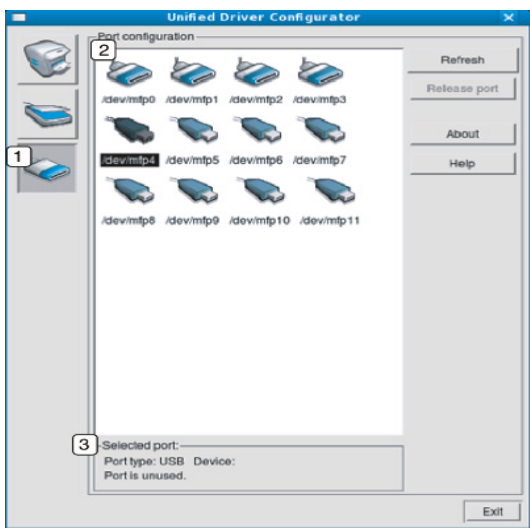 Unified Driver Configurator
Port configuration
2
/dev/mfp0 /dev/mfp1 /dev/mfp2 /dev/mfp3
/dev/mfp4 /dev/mfp5 /dev/mfp6 /dev/mfp7
/dev/mfp8 /dev/mfp9 /dev/mfp10 /dev/mfp11
Refresh
Release port
About
Help
1
3
Selected port:
Port type: USB Device:
Port is unused.
Exit